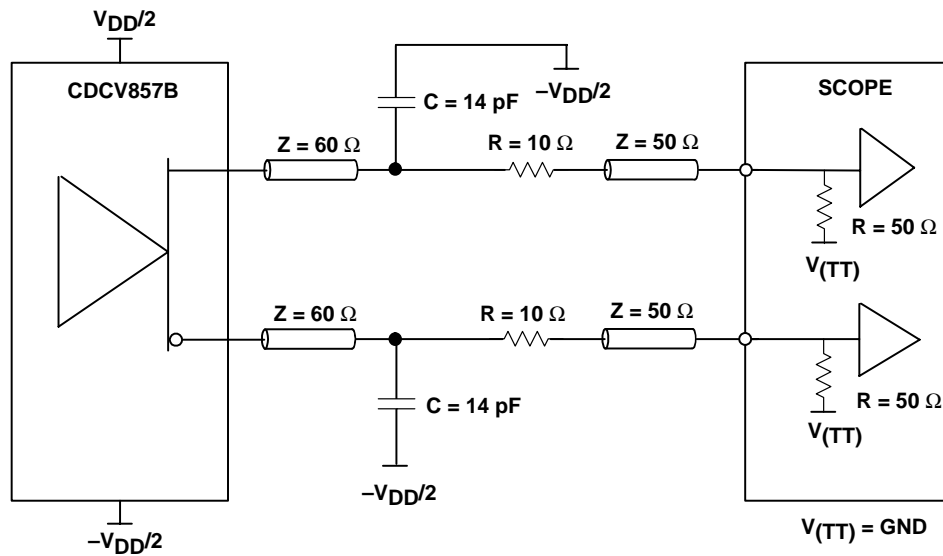 VDD/2
CDCV857B
C = 14 pF
–VDD/2
SCOPE
Z = 60 Ω
R = 10 Ω
Z = 50 Ω
R = 50 Ω
V(TT)
Z = 60 Ω
R = 10 Ω
Z = 50 Ω
C = 14 pF
R = 50 Ω
V(TT)
–VDD/2
–VDD/2
V(TT) = GND